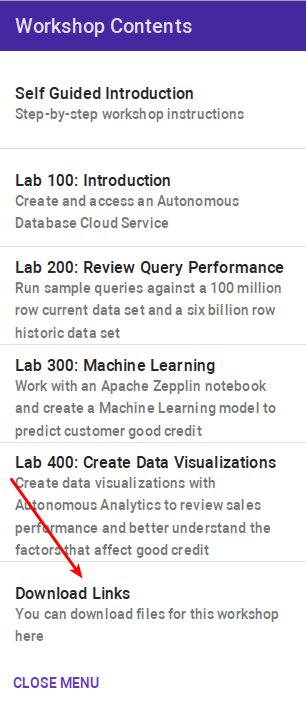 Workshop Contents
Self Guided Introduction
Step-by-step workshop instructions
Lab 100: Introduction
Create and access an Autonomous
Database Cloud Service
Lab 200: Review Query Performance
Run sample queries against a 100 million
row current data set and a six billion row
historic data set
Lab 300: Machine Learning
Work with an Apache Zepplin notebook
and create a Machine Learning model to
predict customer good credit
Lab 400: Create Data Visualizations
Create data visualizations with
Autonomous Analytics to review sales
performance and better understand the
factors that affect good credit
Download Links
You can download files for this workshop
here
CLOSE MENU